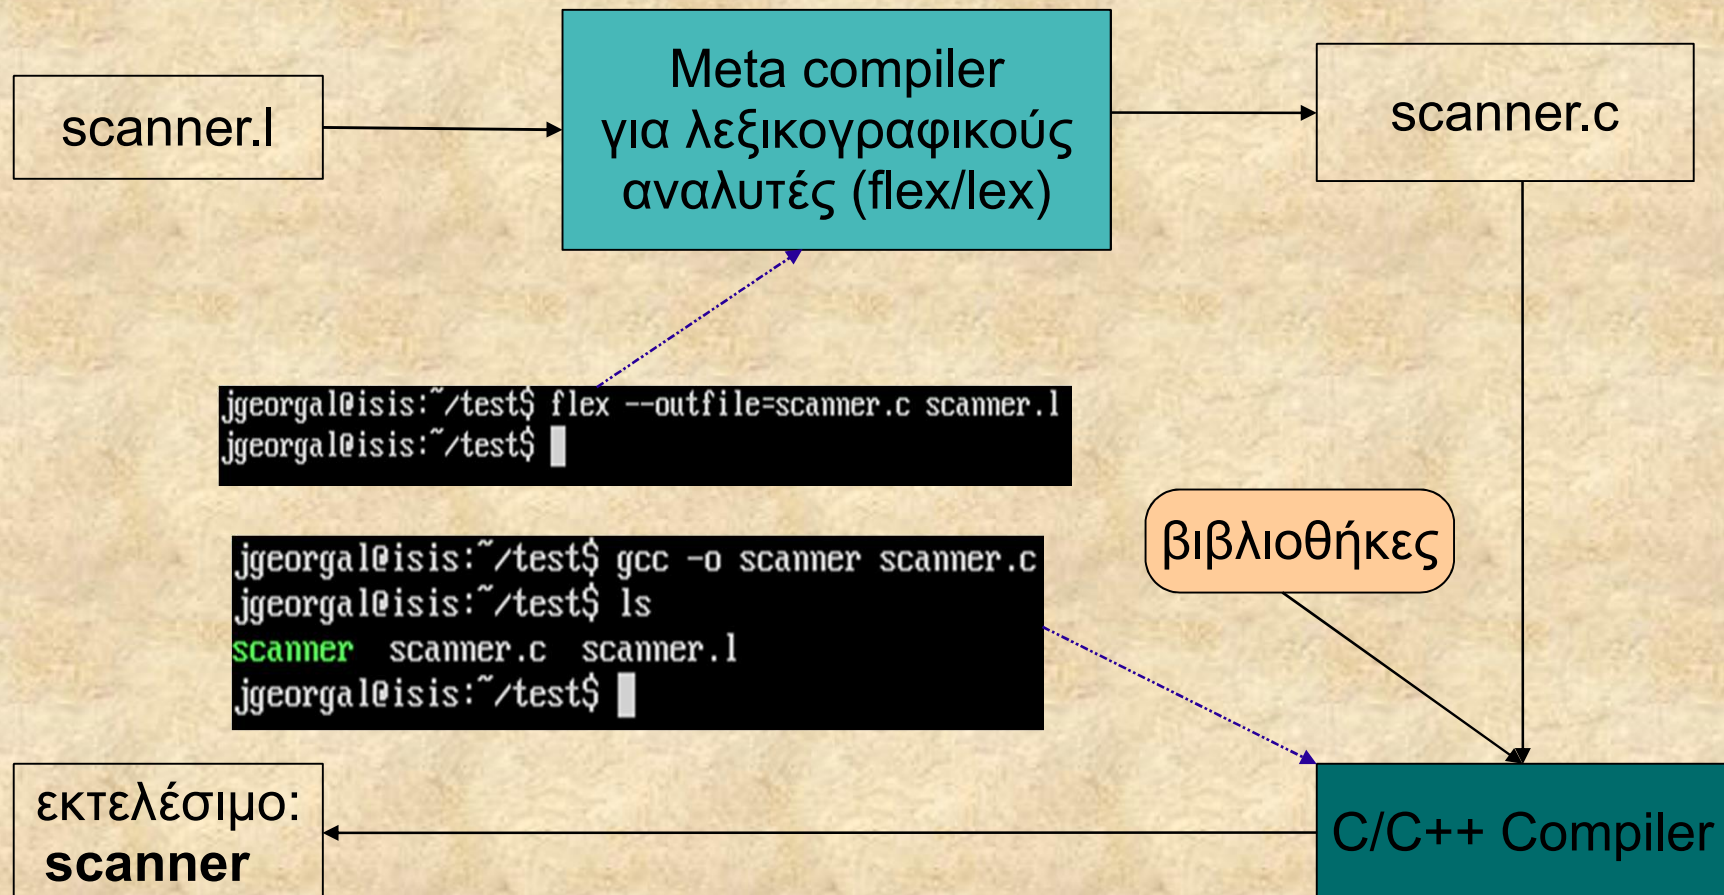 scanner.l
Meta compiler
για λεξικογραφικούς
αναλυτές (flex/lex)
scanner.c
jgeorgal@isis:~/test$ flex --outfile=scanner.c scanner.l
jgeorgal@isis:~/test$
βιβλιοθήκες
jgeorgal@isis:~/test$ gcc -o scanner scanner.c
jgeorgal@isis:~/test$ ls
scanner scanner.c scanner.l
jgeorgal@isis:~/test$
εκτελέσιμο:
scanner
C/C++ Compiler